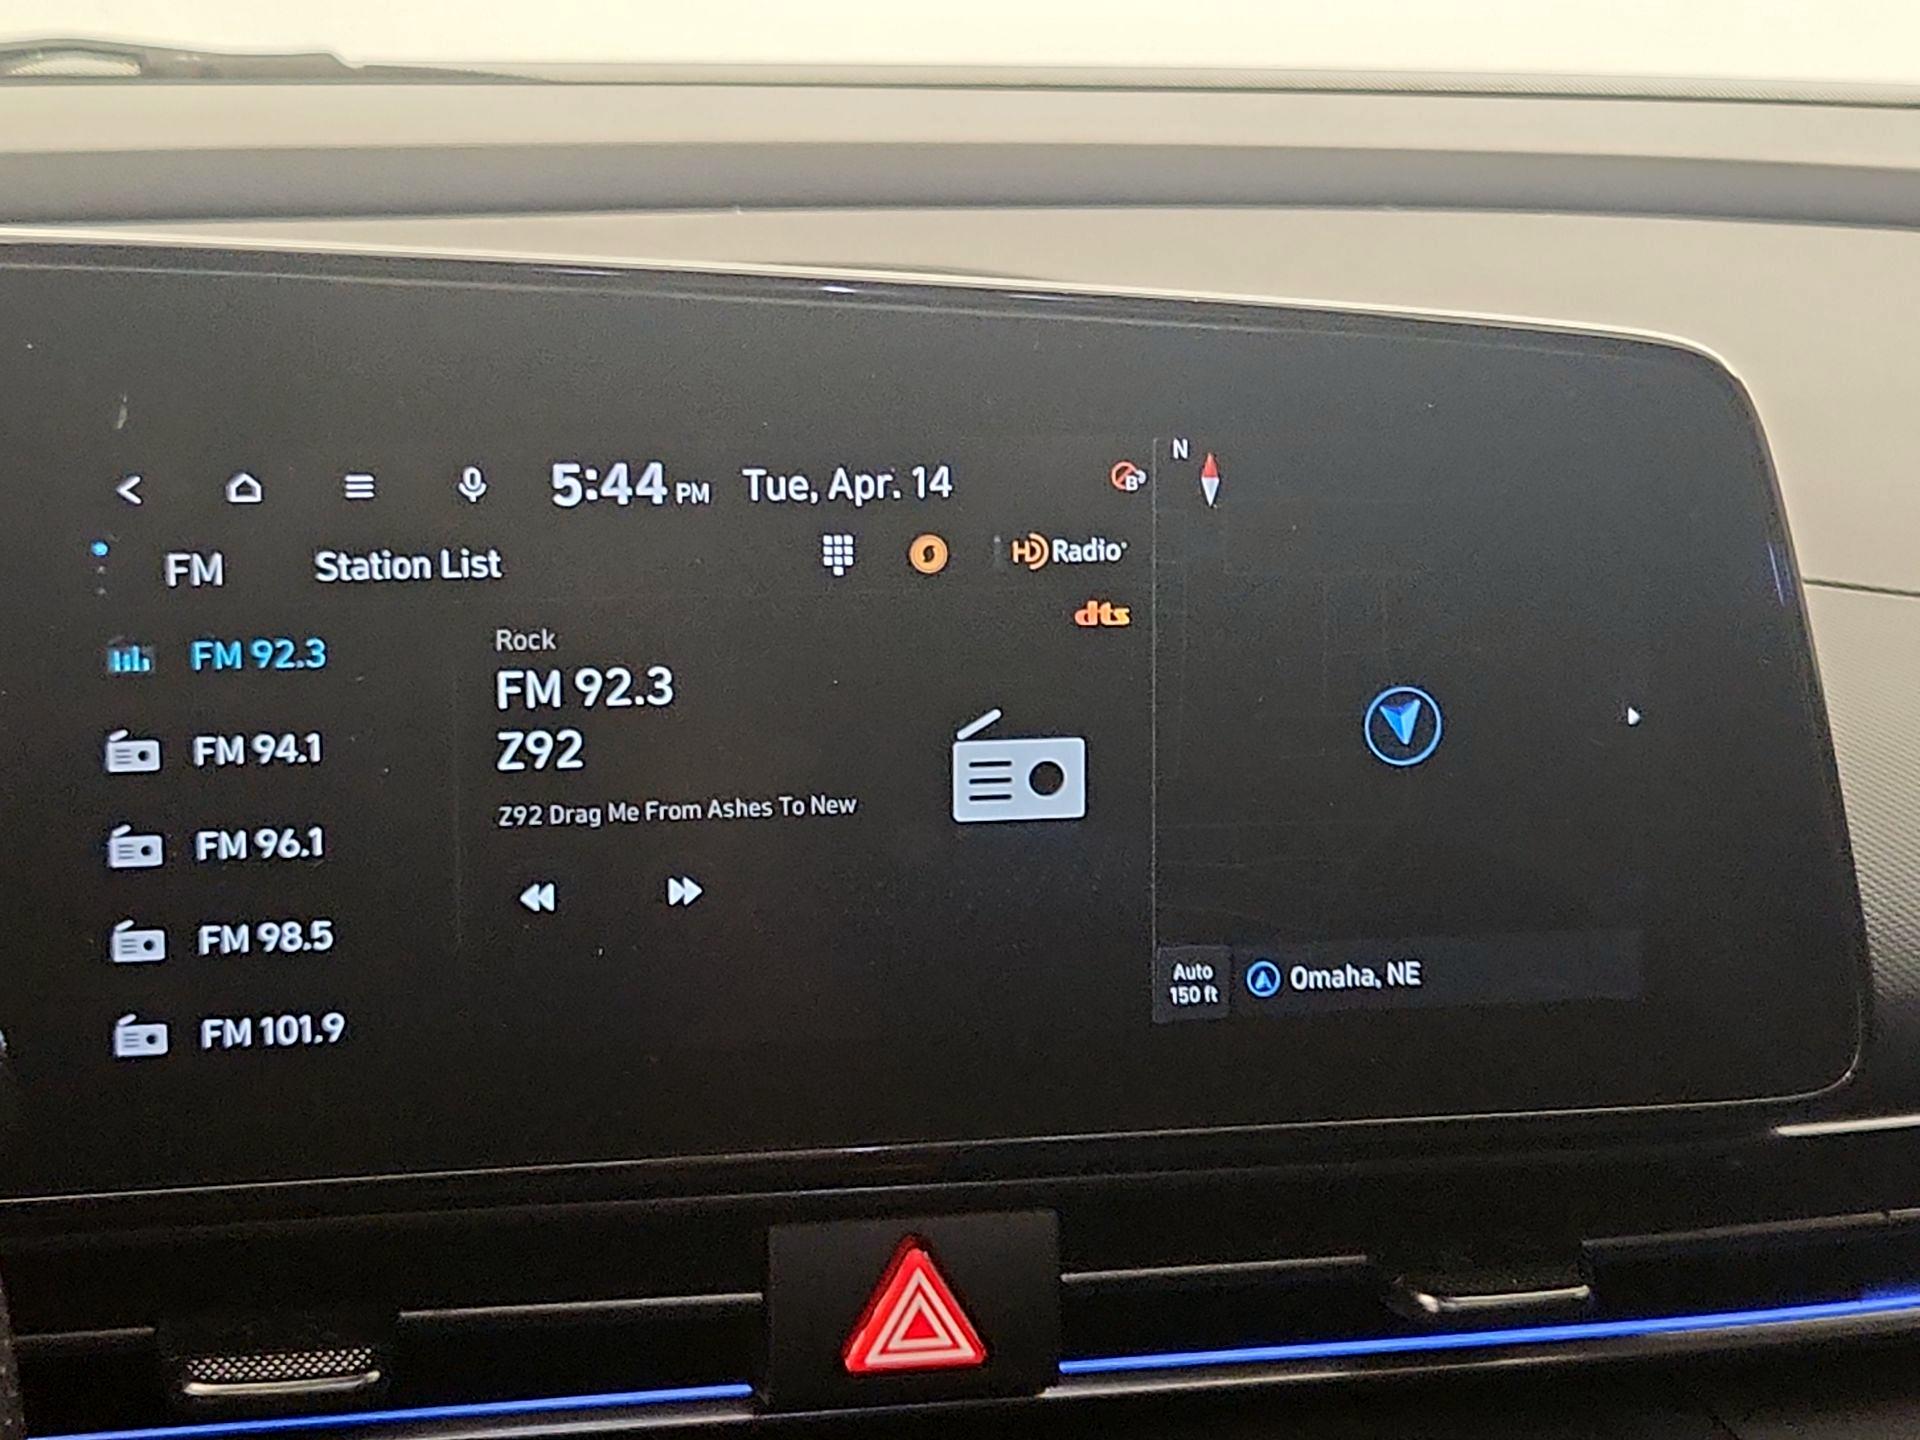 5:44 PM Tue, Apr. 14
N
FM Station List
HD Radio
dts
FM 92.3
FM 94.1
FM 96.1
FM 98.5
FM 101.9
Rock
FM 92.3
Z92
Z92 Drag Me From Ashes To New
Auto
150 ft
Omaha, NE